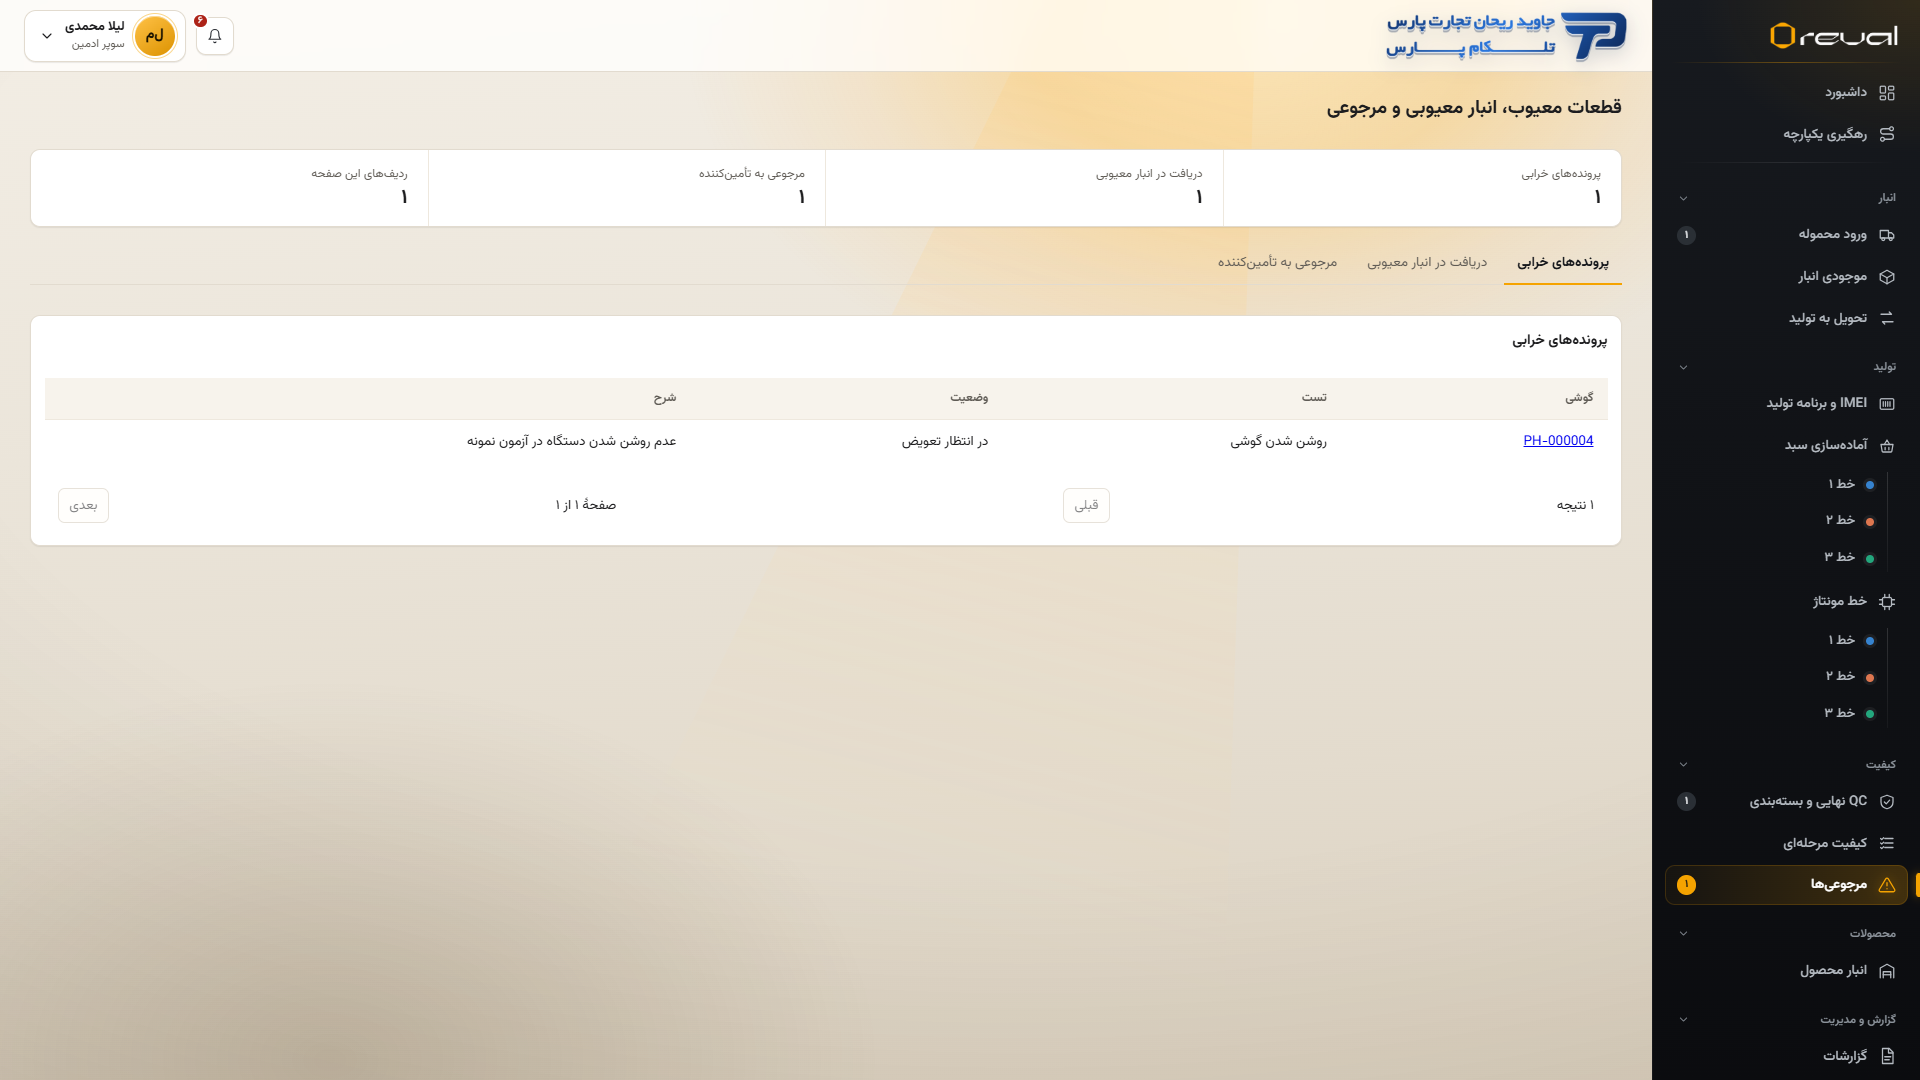 oreval
داشبورد
رهگیری یکپارچه
انبار
ورود محموله
۱
موجودی انبار
تحویل به تولید
تولید
IMEI و برنامه تولید
آماده‌سازی سبد
خط ۱
خط ۲
خط ۳
خط مونتاژ
خط ۱
خط ۲
خط ۳
کیفیت
QC نهایی و بسته‌بندی
۱
کیفیت مرحله‌ای
مرجوعی‌ها
۱
محصولات
انبار محصول
گزارش و مدیریت
گزارشات
جاوید ریحان تجارت پارس
تلکام پارس
۶
لیلا محمدی
سوپر ادمین
ل‌م
قطعات معیوب، انبار معیوبی و مرجوعی
پرونده‌های خرابی
۱
دریافت در انبار معیوبی
۱
مرجوعی به تأمین‌کننده
۱
ردیف‌های این صفحه
۱
پرونده‌های خرابی
دریافت در انبار معیوبی
مرجوعی به تأمین‌کننده
پرونده‌های خرابی
گوشی تست وضعیت شرح
PH-000004 روشن شدن گوشی در انتظار تعویض عدم روشن شدن دستگاه در آزمون نمونه
۱ نتیجه قبلی صفحهٔ ۱ از ۱ بعدی